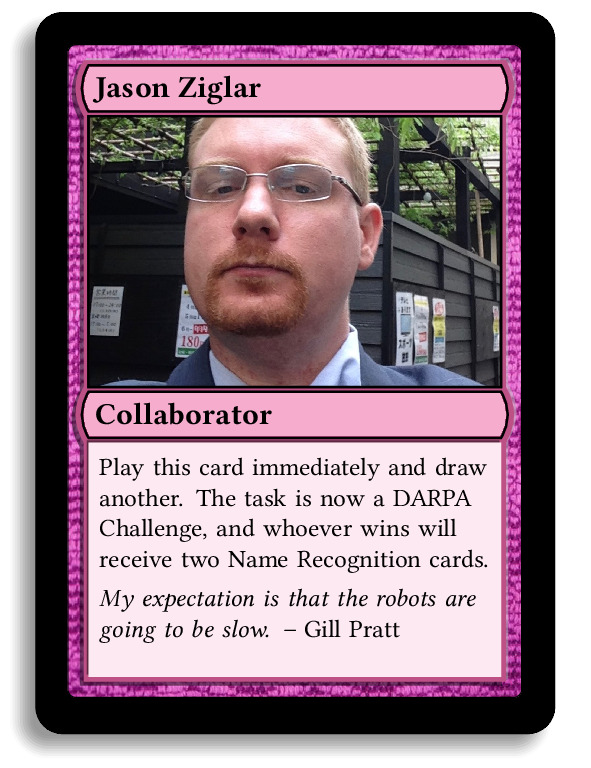 Jason Ziglar
180
Collaborator
Play this card immediately and draw
another. The task is now a DARPA
Challenge, and whoever wins will
receive two Name Recognition cards.
My expectation is that the robots are
going to be slow. – Gill Pratt